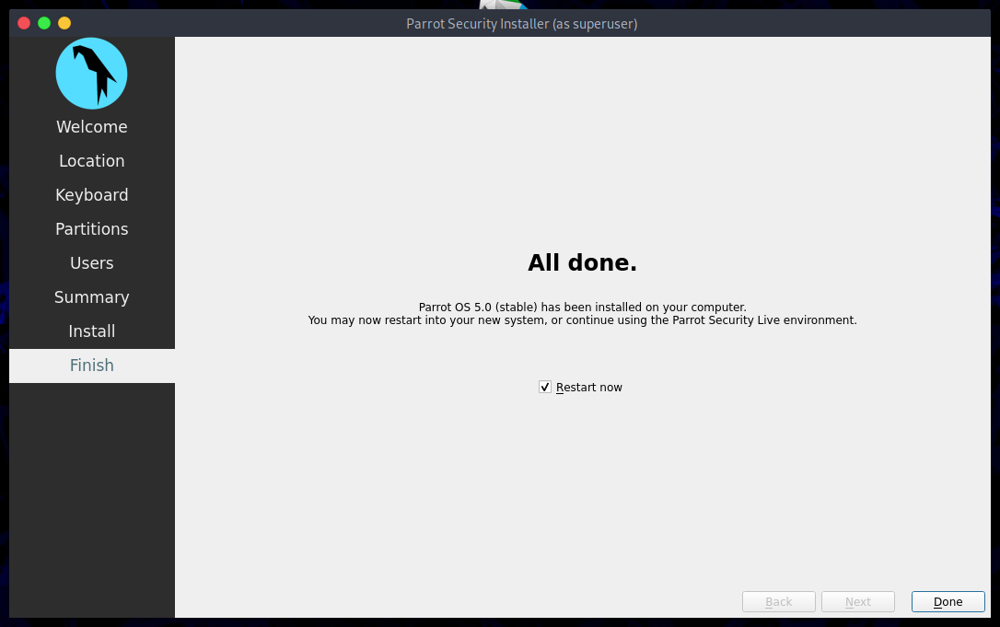 Parrot Security Installer (as superuser)
Welcome
Location
Keyboard
Partitions
Users
Summary
Install
Finish
All done.
Parrot OS 5.0 (stable) has been installed on your computer.
You may now restart into your new system, or continue using the Parrot Security Live environment.
Restart now
Back
Next
Done